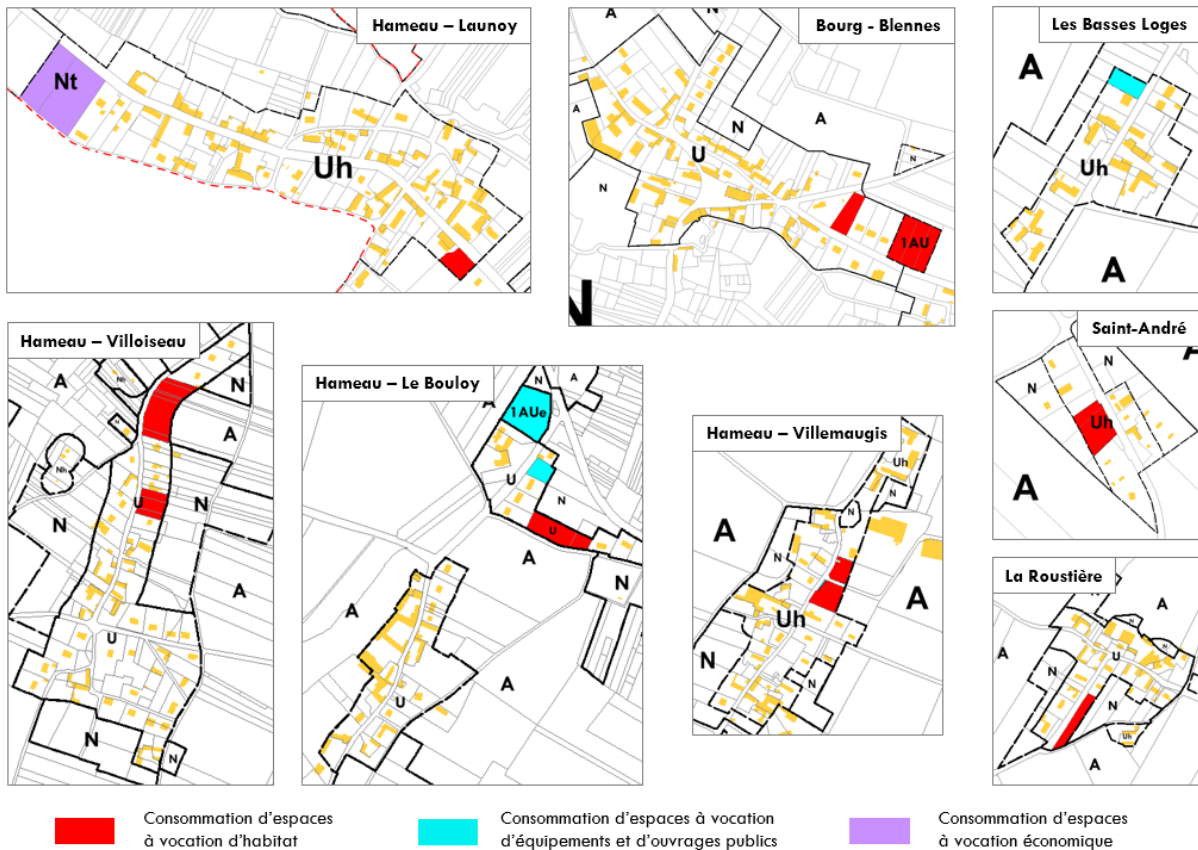 Hameau – Launoy
Nt
Uh
Bourg - Blennes
A
A
N
A
N
N
U
1AU
N
Les Basses Loges
A
Uh
A
Hameau – Villoiseau
A
Nh
N
A
Nh
N
U
N
A
U
N
N
Hameau – Le Bouloy
N
A
A
1AUe
U
N
U
A
N
A
A
U
Hameau – Villemaugis
Uh
N
N
A
N
A
Uh
N
N
Saint-André
A
N
N
Uh
A
La Roustière
A
N
A
U
N
N
Uh
A
Consommation d'espaces
à vocation d'habitat
Consommation d'espaces à vocation
d'équipements et d'ouvrages publics
Consommation d'espaces
à vocation économique